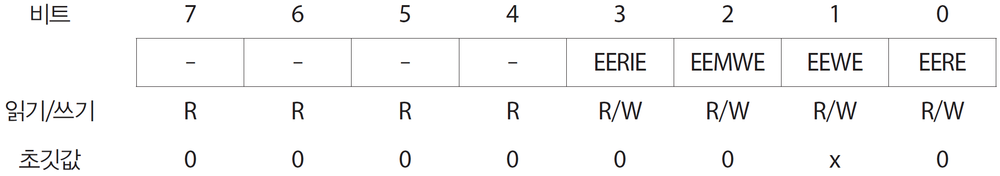 비트 7 6 5 4 3 2 1 0
– – – – EERIE EEMWE EEWE EERE
읽기/쓰기 R R R R R/W R/W R/W R/W
초깃값 0 0 0 0 0 0 x 0